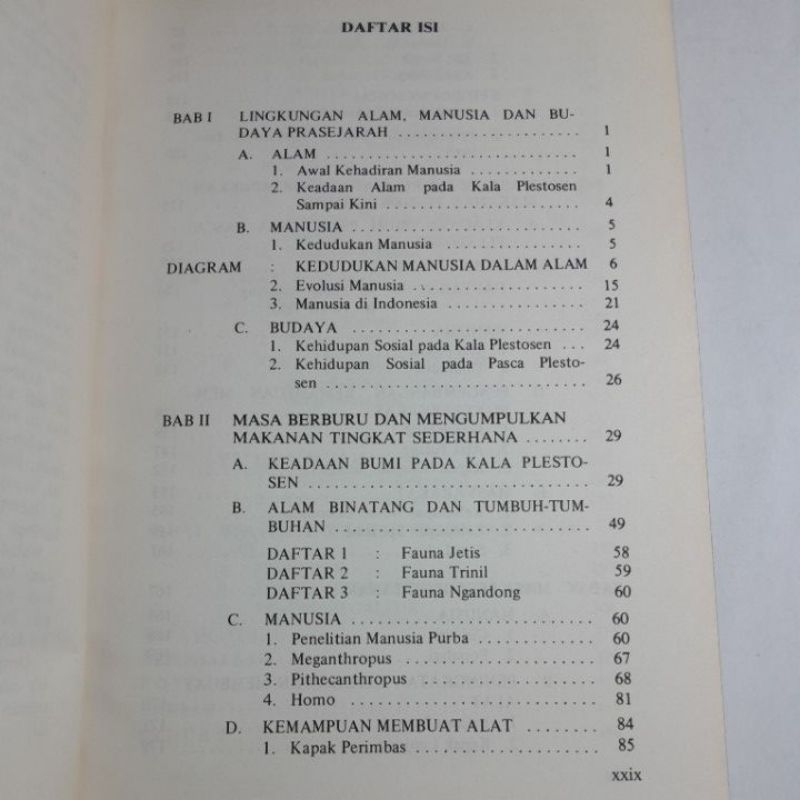 DAFTAR ISI
BAB I LINGKUNGAN ALAM, MANUSIA DAN BU-
DAYA PRASEJARAH ...................... 1
A. ALAM .............................. 1
1. Awal Kehadiran Manusia ............. 1
2. Keadaan Alam pada Kala Plestosen
Sampai Kini ....................... 4
B. MANUSIA ........................... 5
1. Kedudukan Manusia ................ 5
DIAGRAM : KEDUDUKAN MANUSIA DALAM ALAM 6
2. Evolusi Manusia .................... 15
3. Manusia di Indonesia ................ 21
C. BUDAYA ............................ 24
1. Kehidupan Sosial pada Kala Plestosen ... 24
2. Kehidupan Sosial pada Pasca Plesto-
sen ............................... 26
BAB II MASA BERBURU DAN MENGUMPULKAN
MAKANAN TINGKAT SEDERHANA ........ 29
A. KEADAAN BUMI PADA KALA PLESTO-
SEN ................................. 29
B. ALAM BINATANG DAN TUMBUH-TUM-
BUHAN .............................. 49
DAFTAR 1 : Fauna Jetis 58
DAFTAR 2 : Fauna Trinil 59
DAFTAR 3 : Fauna Ngandong 60
C. MANUSIA ............................ 60
1. Penelitian Manusia Purba .............. 60
2. Meganthropus ....................... 67
3. Pithecanthropus ..................... 68
4. Homo .............................. 81
D. KEMAMPUAN MEMBUAT ALAT ........ 84
1. Kapak Perimbas ...................... 85
xxix